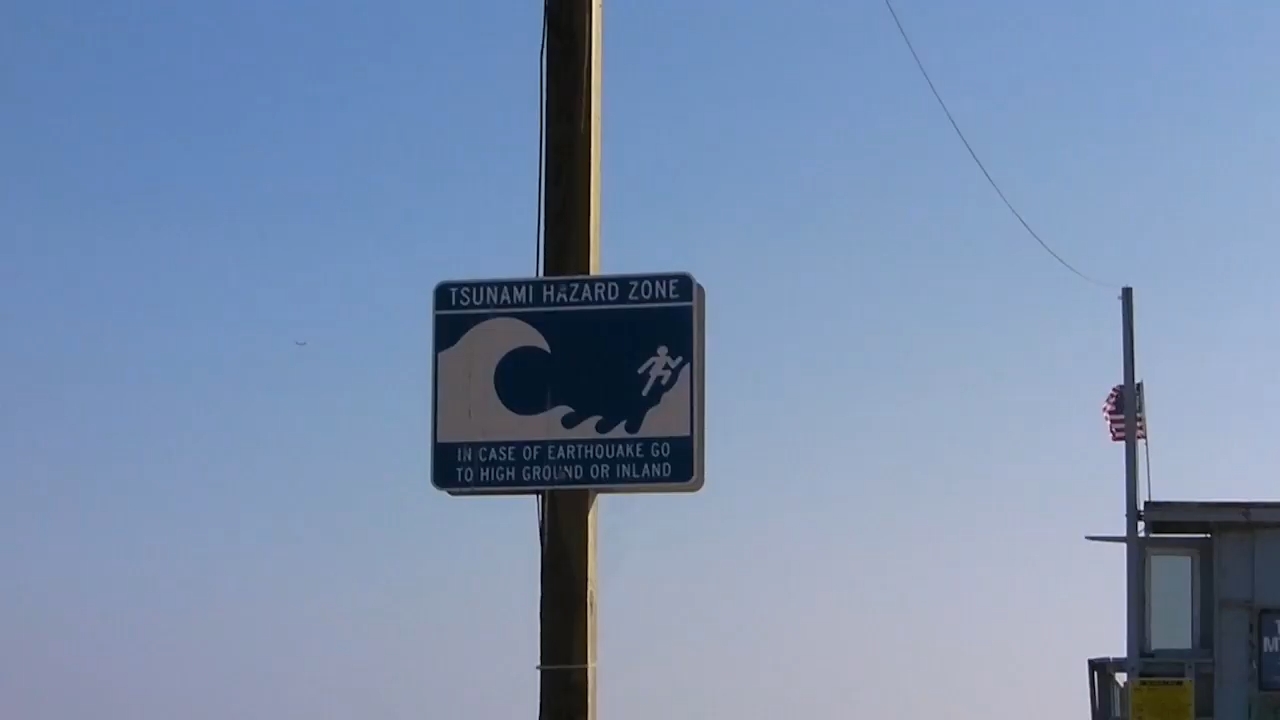 TSUNAMI HAZARD ZONE
IN CASE OF EARTHQUAKE GO
TO HIGH GROUND OR INLAND